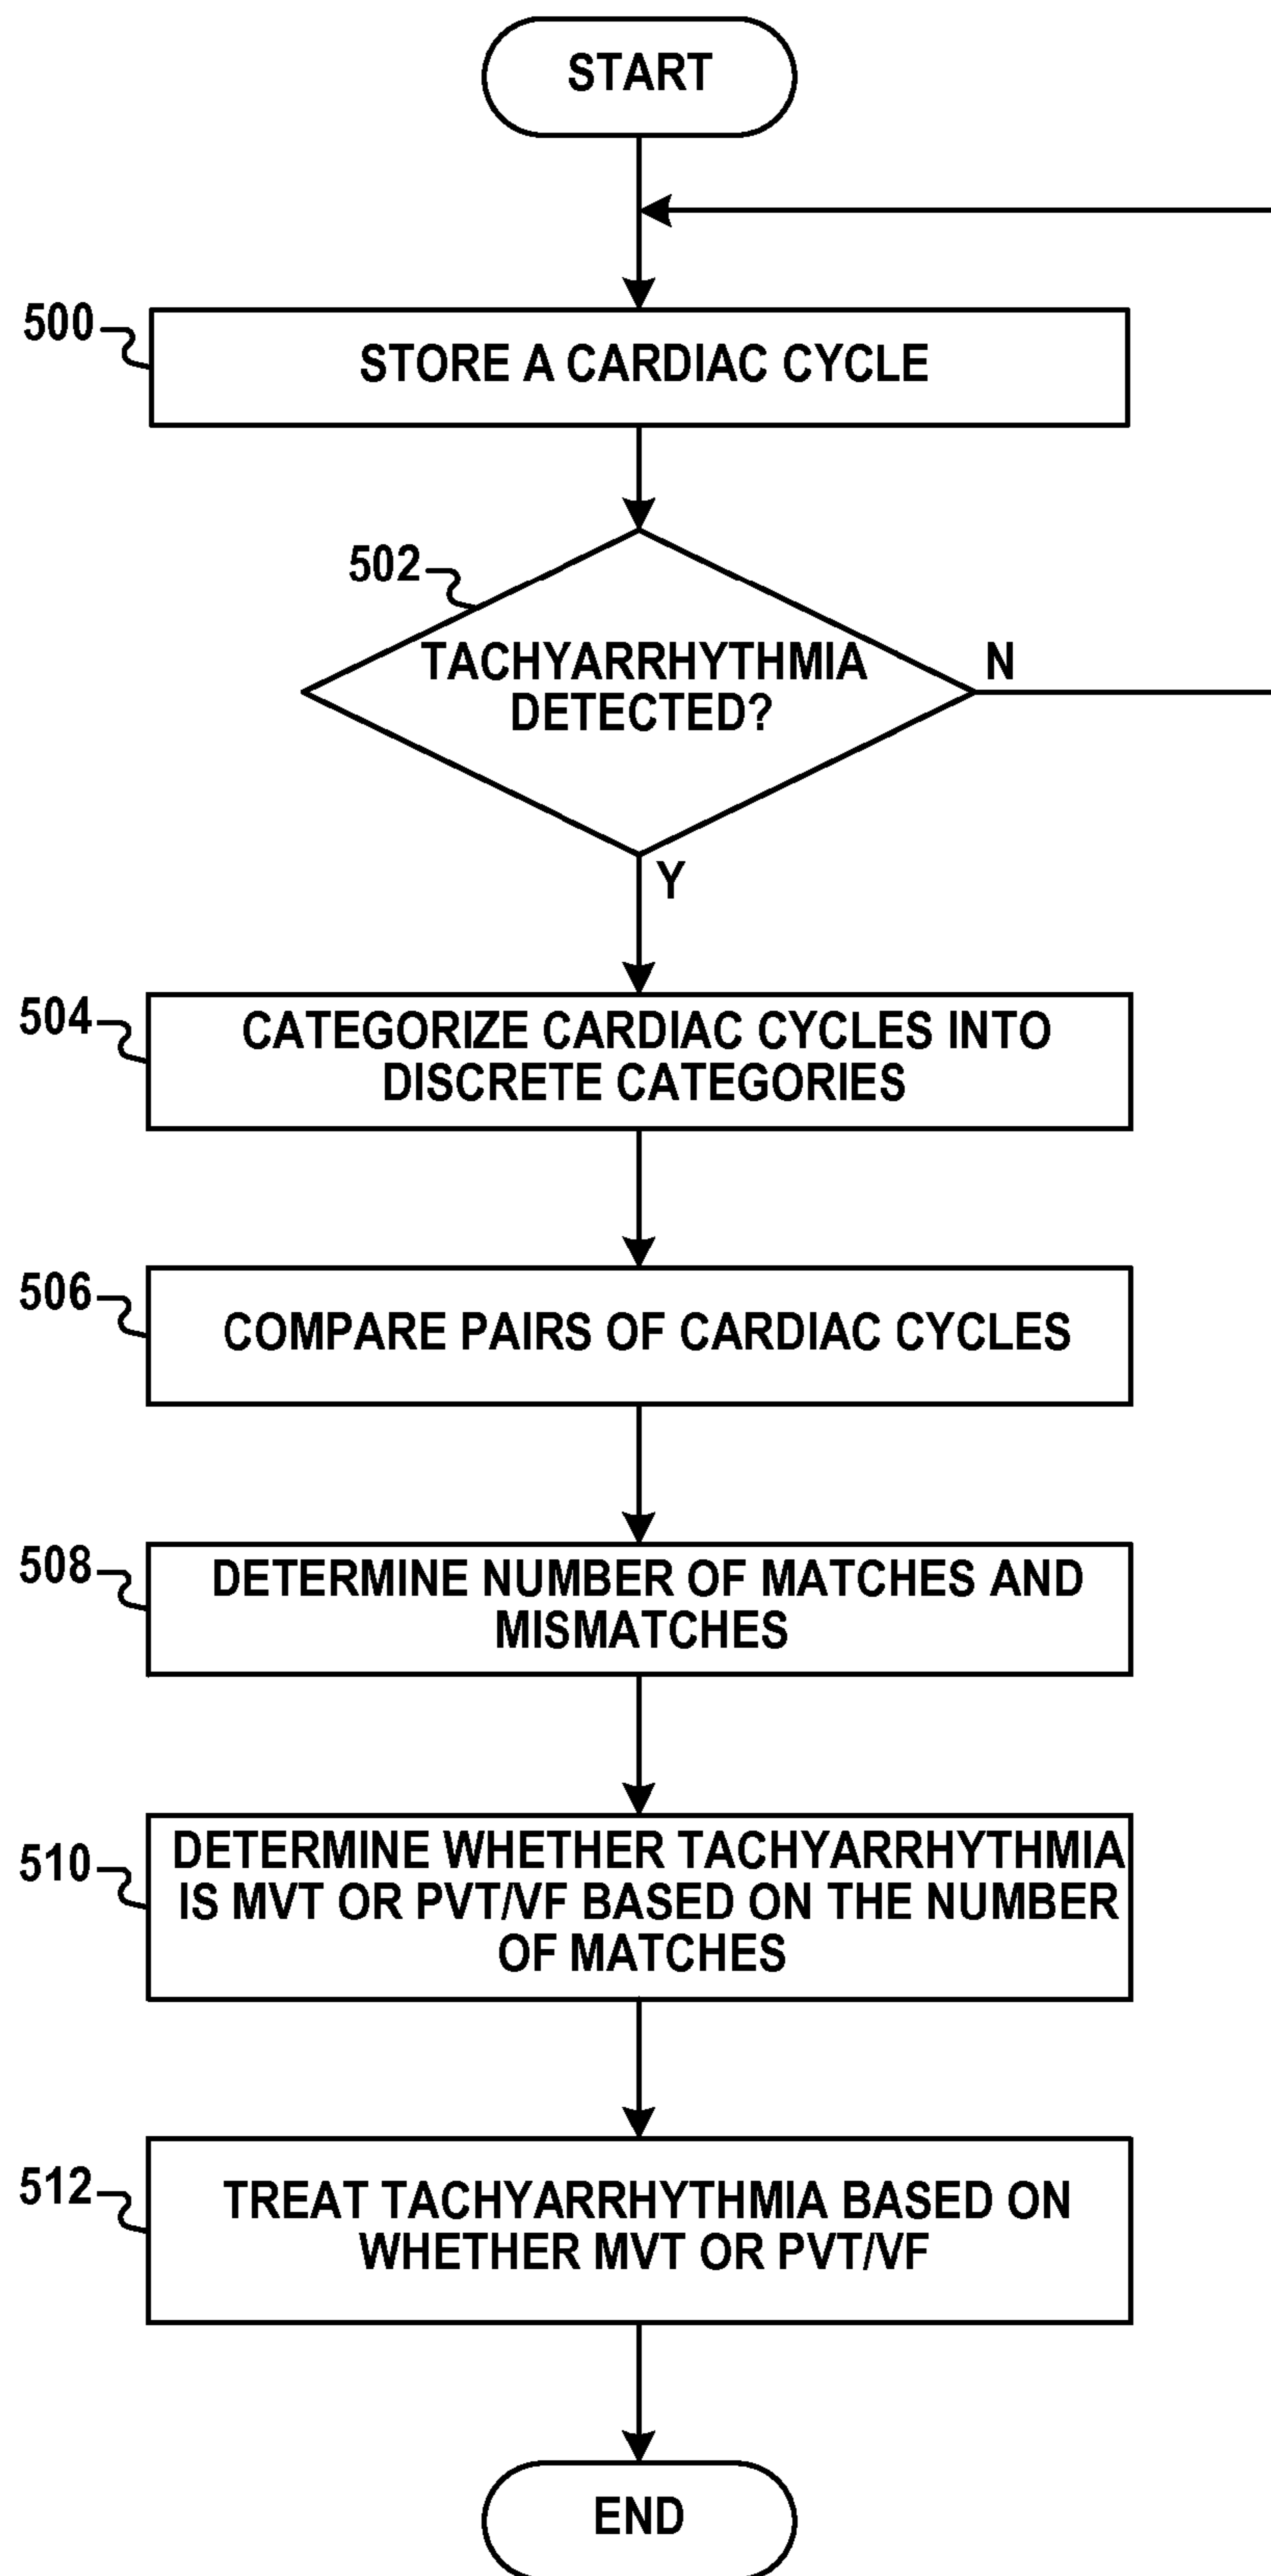 START
500
STORE A CARDIAC CYCLE
502
TACHYARRHYTHMIA
DETECTED?
N
Y
504
CATEGORIZE CARDIAC CYCLES INTO
DISCRETE CATEGORIES
506
COMPARE PAIRS OF CARDIAC CYCLES
508
DETERMINE NUMBER OF MATCHES AND
MISMATCHES
510
DETERMINE WHETHER TACHYARRHYTHMIA
IS MVT OR PVT/VF BASED ON THE NUMBER
OF MATCHES
512
TREAT TACHYARRHYTHMIA BASED ON
WHETHER MVT OR PVT/VF
END